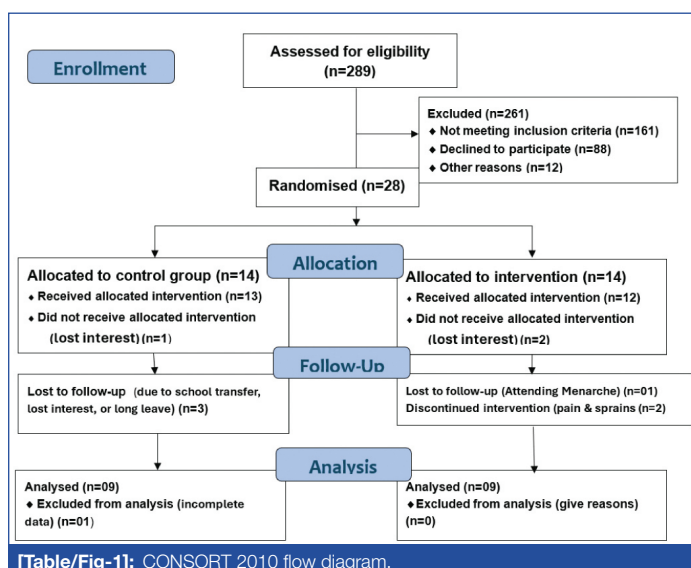 Assessed for eligibility
(n=289)
Enrollment
Excluded (n=261)
♦ Not meeting inclusion criteria (n=161)
♦ Declined to participate (n=88)
♦ Other reasons (n=12)
Randomised (n=28)
Allocation
Allocated to control group (n=14)
♦ Received allocated intervention (n=13)
♦ Did not receive allocated intervention
(lost interest) (n=1)
Allocated to intervention (n=14)
♦ Received allocated intervention (n=12)
♦ Did not receive allocated intervention
(lost interest) (n=2)
Follow-Up
Lost to follow-up (due to school transfer,
lost interest, or long leave) (n=3)
Lost to follow-up (Attending Menarche) (n=01)
Discontinued intervention (pain & sprains (n=2)
Analysis
Analysed (n=09)
♦ Excluded from analysis (incomplete
data) (n=01)
Analysed (n=09)
♦ Excluded from analysis (give reasons)
(n=0)
[Table/Fig-1]: CONSORT 2010 flow diagram.